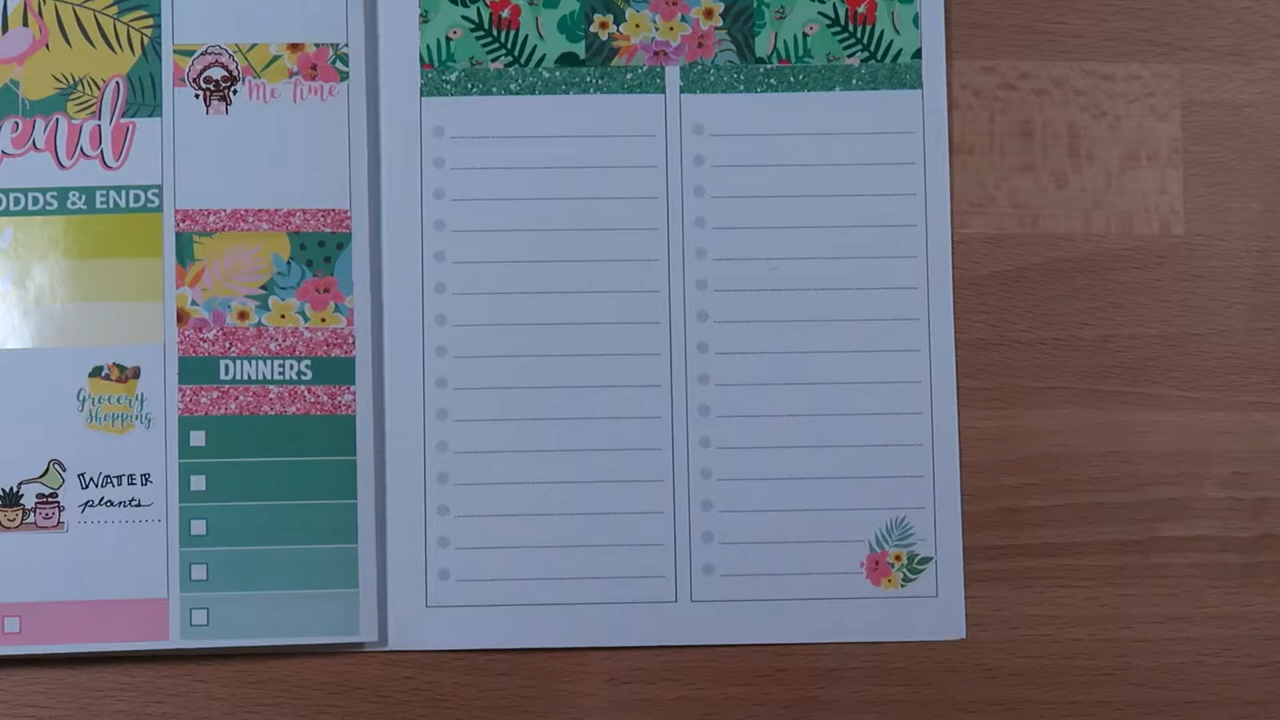 end
ODDS & ENDS
Grocery
Shopping
WATER
plants
Me Time
DINNERS